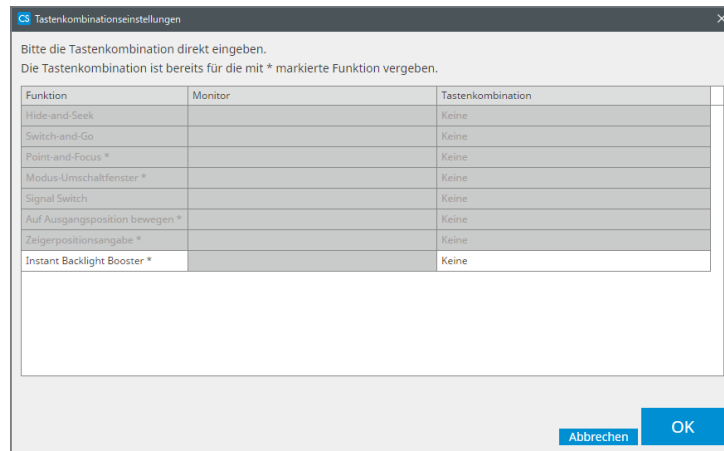 CS Tastenkombinationseinstellungen
Bitte die Tastenkombination direkt eingeben.
Die Tastenkombination ist bereits für die mit * markierte Funktion vergeben.
Funktion Monitor Tastenkombination
Hide-and-Seek Keine
Switch-and-Go Keine
Point-and-Focus * Keine
Modus-Umschaltfenster * Keine
Signal Switch Keine
Auf Ausgangsposition bewegen * Keine
Zeigerpositionsangabe * Keine
Instant Backlight Booster * Keine
Abbrechen OK